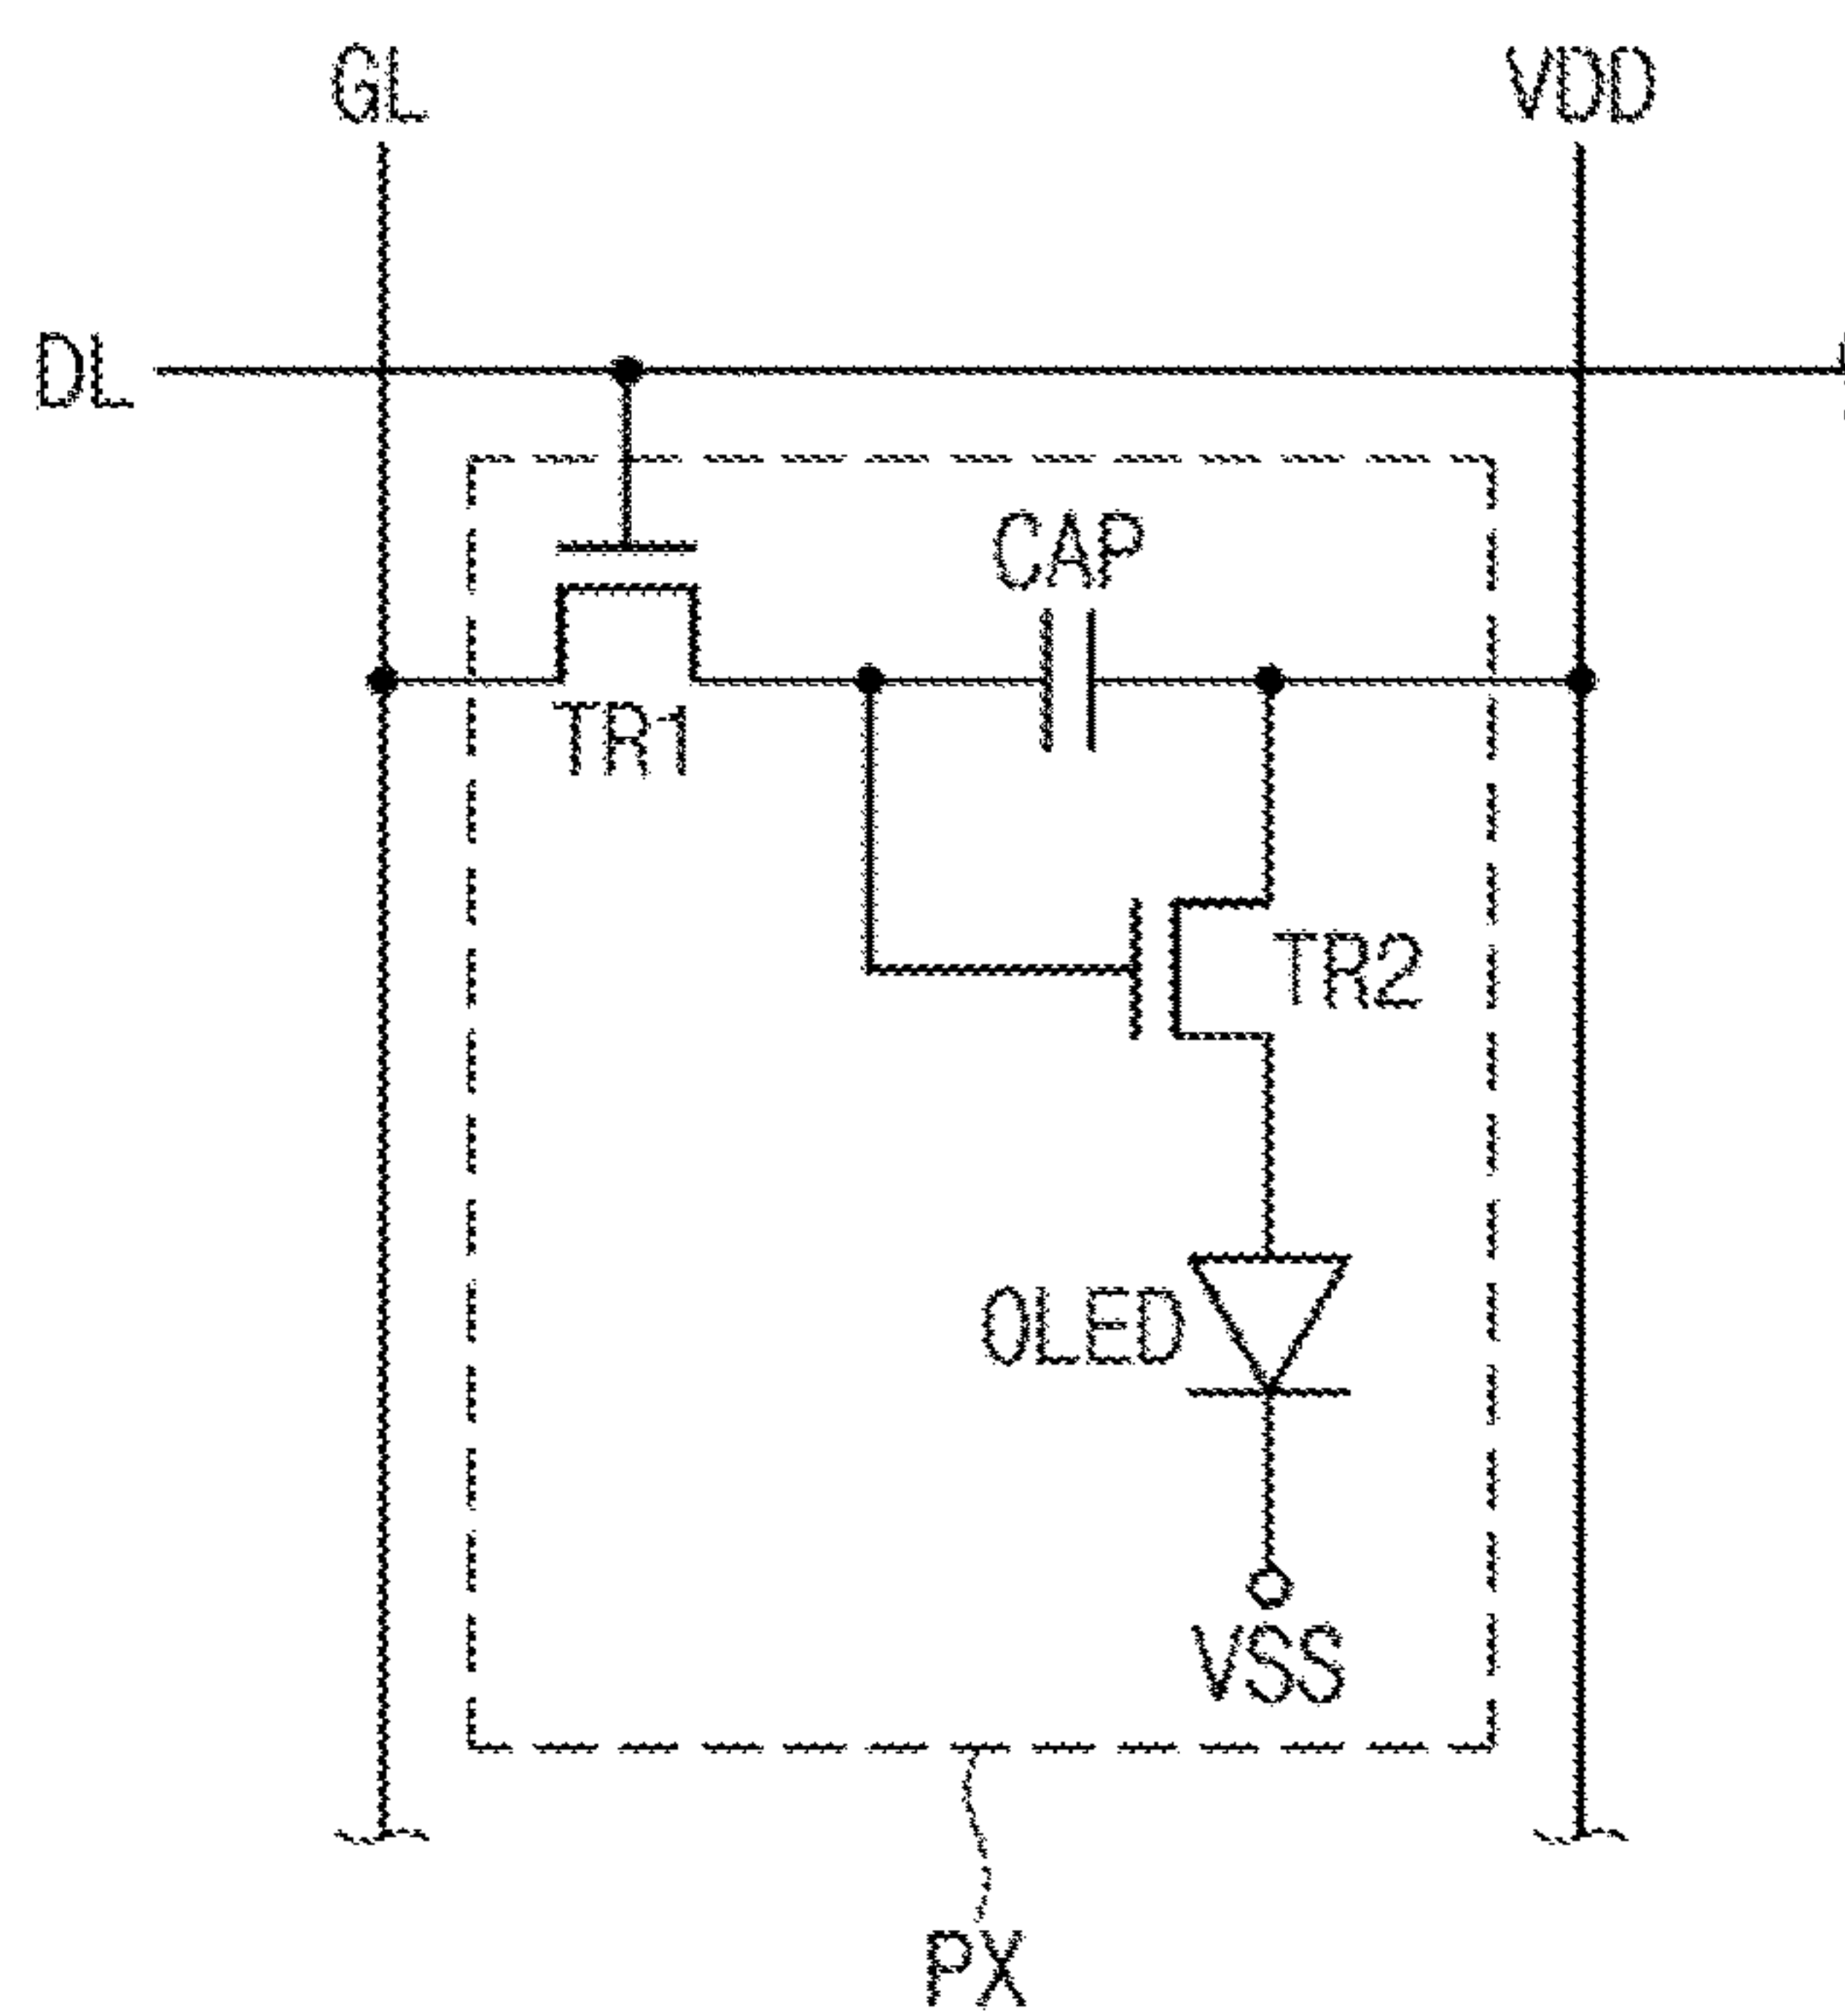 GL
VDD
DL
CAP
TR1
TR2
OLED
VSS
PX